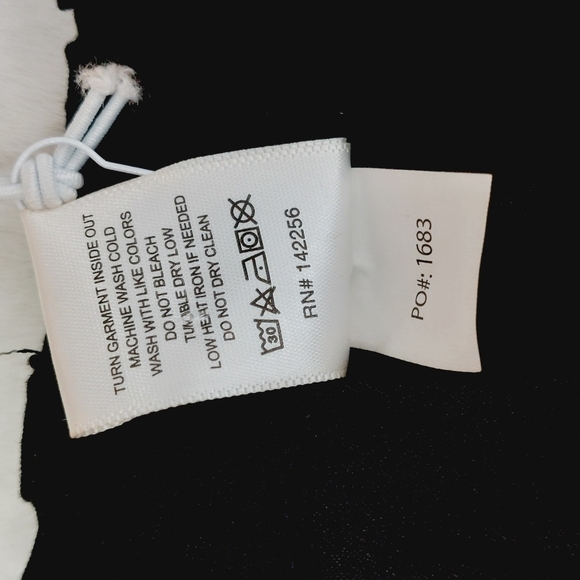 TURN GARMENT INSIDE OUT
MACHINE WASH COLD
WASH WITH LIKE COLORS
DO NOT BLEACH
TUMBLE DRY LOW
LOW HEAT IRON IF NEEDED
DO NOT DRY CLEAN
30
RN# 142256
PO#: 1683